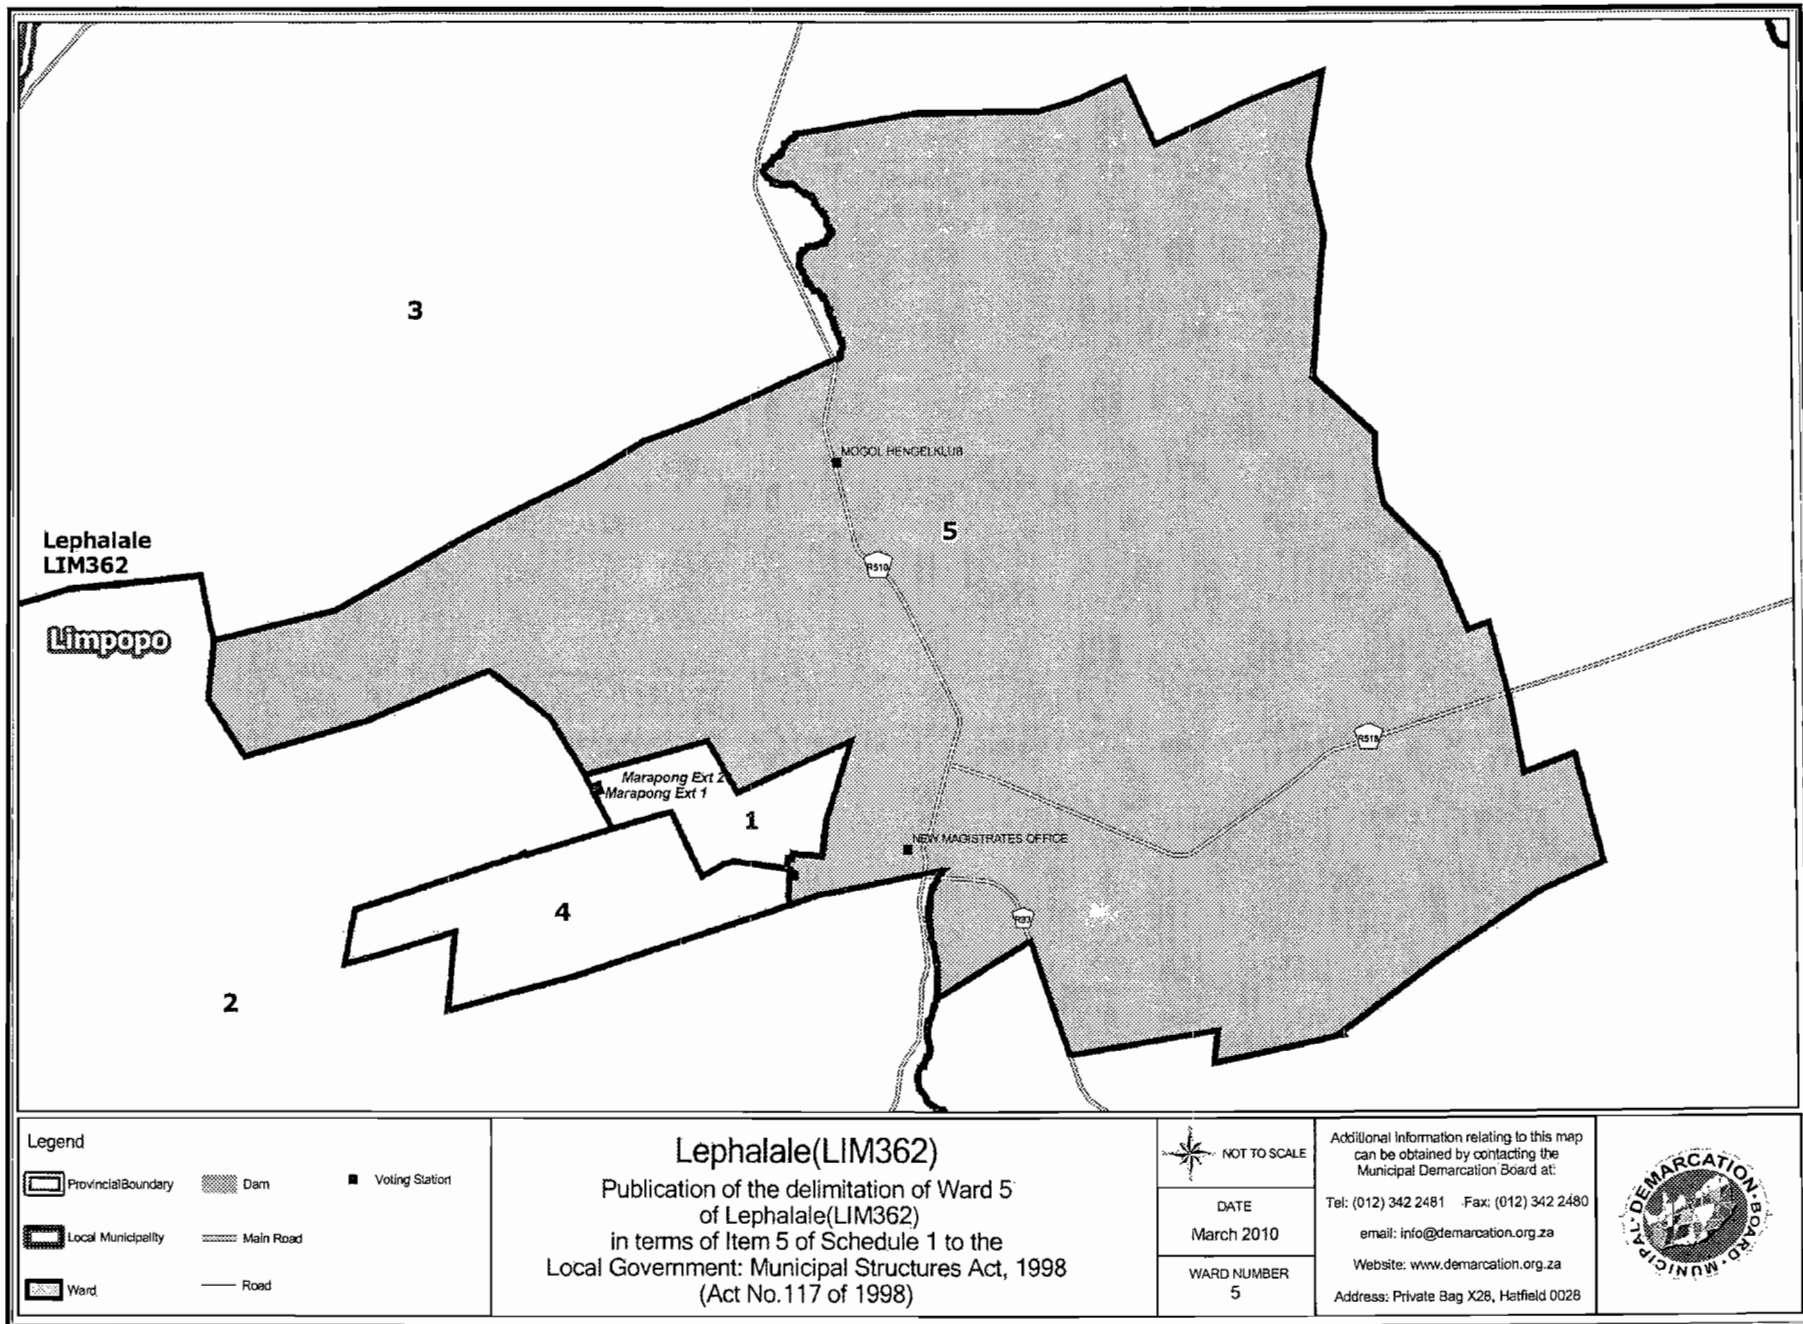 3
MOGOL HENGELKLUB
5
R510
Lephalale
LIM362
Limpopo
R518
Marapong Ext 2
Marapong Ext 1
1
NEW MAGISTRATES OFFICE
4
R33
2
Legend
Provincial Boundary
Dam
Voting Station
Local Municipality
Main Road
Ward
Road
Lephalale(LIM362)
Publication of the delimitation of Ward 5
of Lephalale(LIM362)
in terms of Item 5 of Schedule 1 to the
Local Government: Municipal Structures Act, 1998
(Act No.117 of 1998)
NOT TO SCALE
DATE
March 2010
WARD NUMBER
5
Additional Information relating to this map
can be obtained by contacting the
Municipal Demarcation Board at:
Tel: (012) 342 2481 Fax: (012) 342 2480
email: info@demarcation.org.za
Website: www.demarcation.org.za
Address: Private Bag X28, Hatfield 0028
MUNICIPAL DEMARCATION BOARD